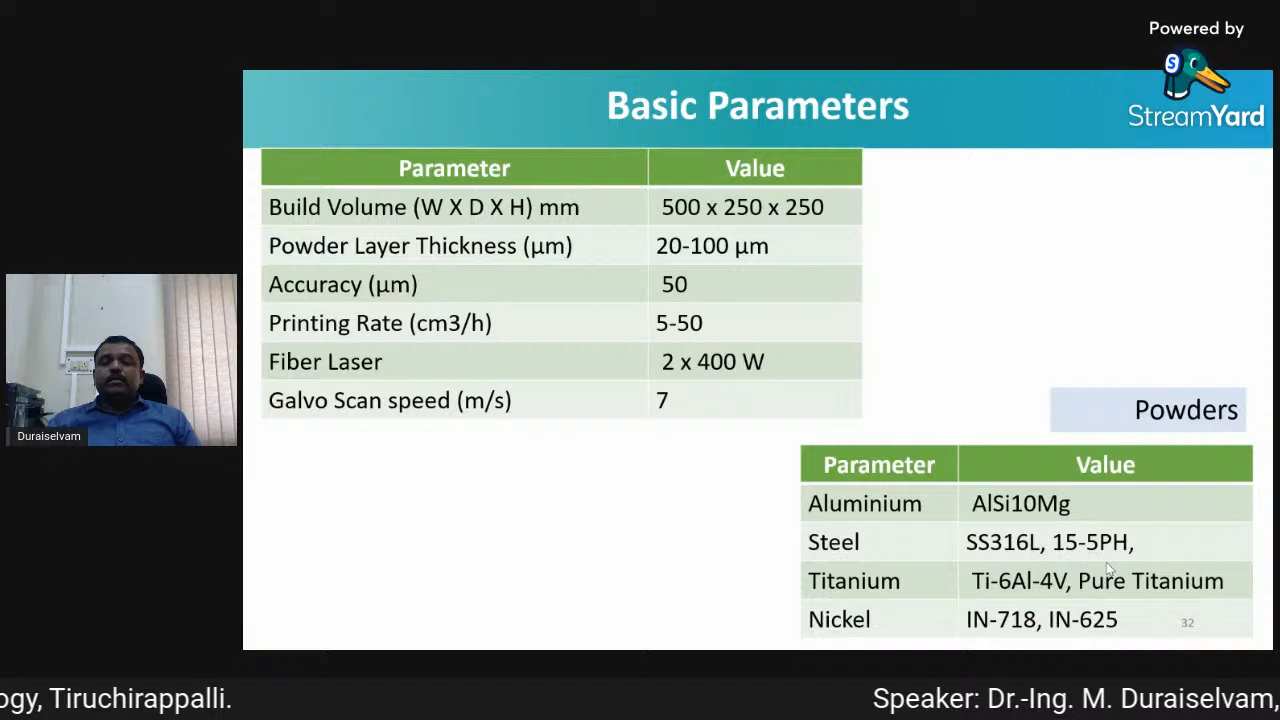 Powered by
S
StreamYard
Basic Parameters
Parameter Value
Build Volume (W X D X H) mm 500 x 250 x 250
Powder Layer Thickness (µm) 20-100 µm
Accuracy (µm) 50
Printing Rate (cm3/h) 5-50
Fiber Laser 2 x 400 W
Galvo Scan speed (m/s) 7
Duraiselvam
Powders
Parameter Value
Aluminium AlSi10Mg
Steel SS316L, 15-5PH,
Titanium Ti-6Al-4V, Pure Titanium
Nickel IN-718, IN-625
32
ogy, Tiruchirappalli. Speaker: Dr.-Ing. M. Duraiselvam,